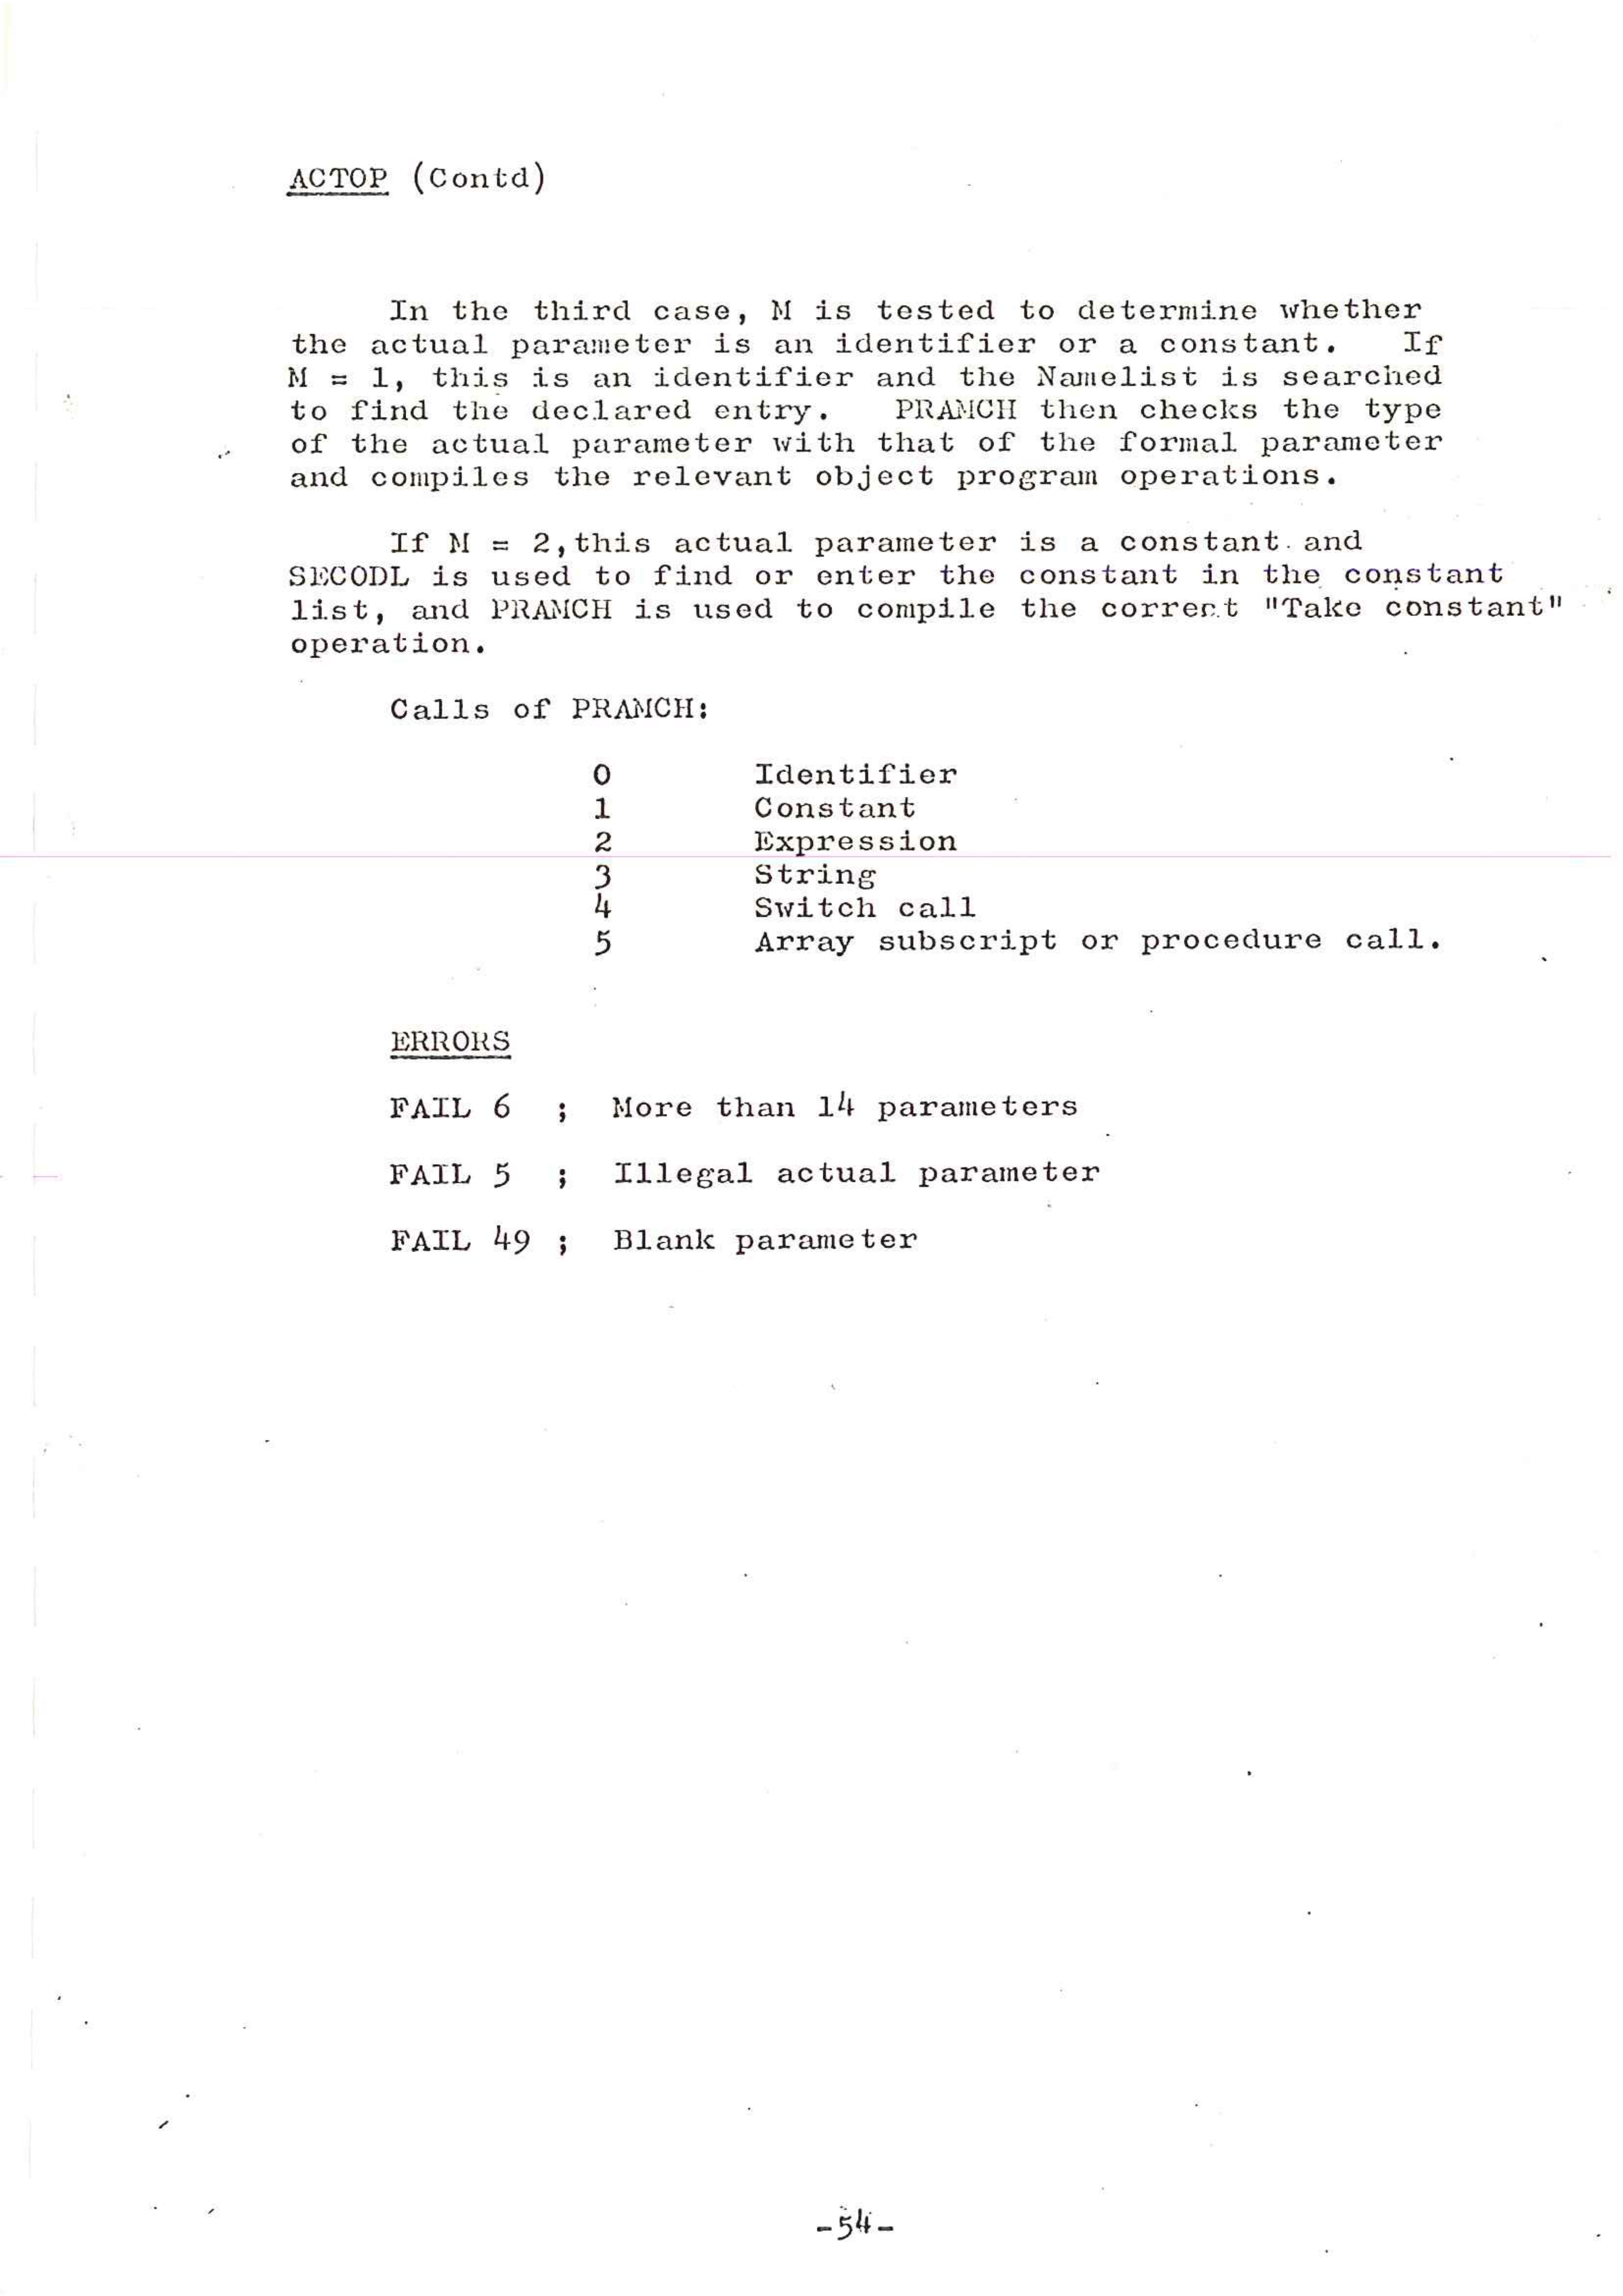 ACTOP (Contd)
In the third case, M is tested to determine whether
the actual parameter is an identifier or a constant. If
M = 1, this is an identifier and the Namelist is searched
to find the declared entry. PRAMCH then checks the type
of the actual parameter with that of the formal parameter
and compiles the relevant object program operations.
If M = 2, this actual parameter is a constant and
SECODL is used to find or enter the constant in the constant
list, and PRAMCH is used to compile the correct "Take constant"
operation.
Calls of PRAMCH:
0 Identifier
1 Constant
2 Expression
3 String
4 Switch call
5 Array subscript or procedure call.
ERRORS
FAIL 6 ; More than 14 parameters
FAIL 5 ; Illegal actual parameter
FAIL 49 ; Blank parameter
-54-